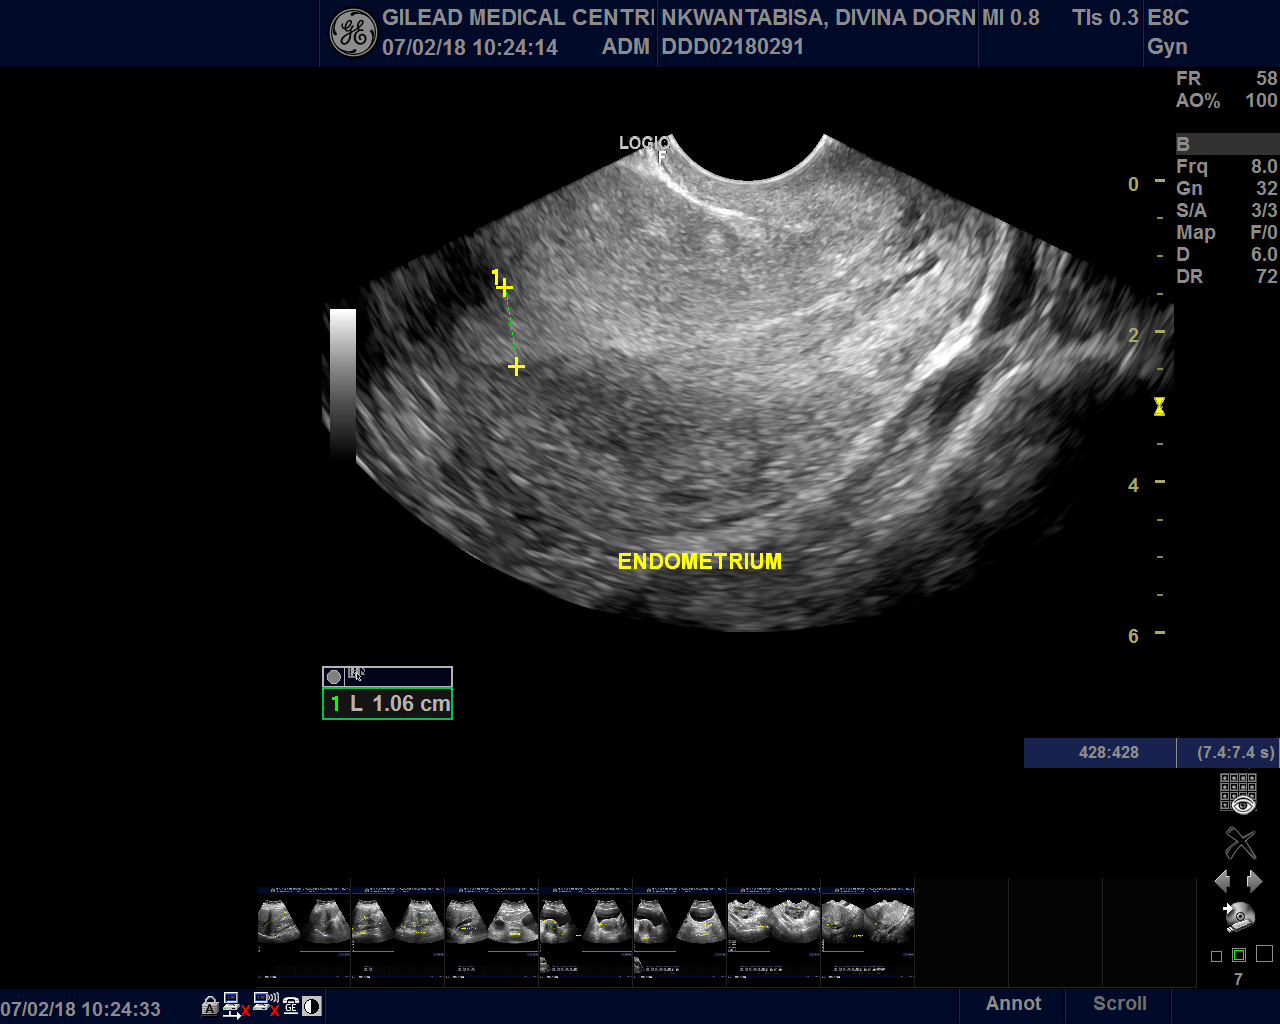 GE
GILEAD MEDICAL CENTR
NKWANTABISA, DIVINA DORN
MI 0.8
TIs 0.3
E8C
07/02/18 10:24:14
ADM
DDD02180291
Gyn
FR 58
AO% 100
B
Frq 8.0
Gn 32
S/A 3/3
Map F/0
D 6.0
DR 72
LOGIQ
F
0
2
4
6
1
ENDOMETRIUM
1 L 1.06 cm
428:428
(7.4:7.4 s)
7
07/02/18 10:24:33
A
GE
Annot
Scroll